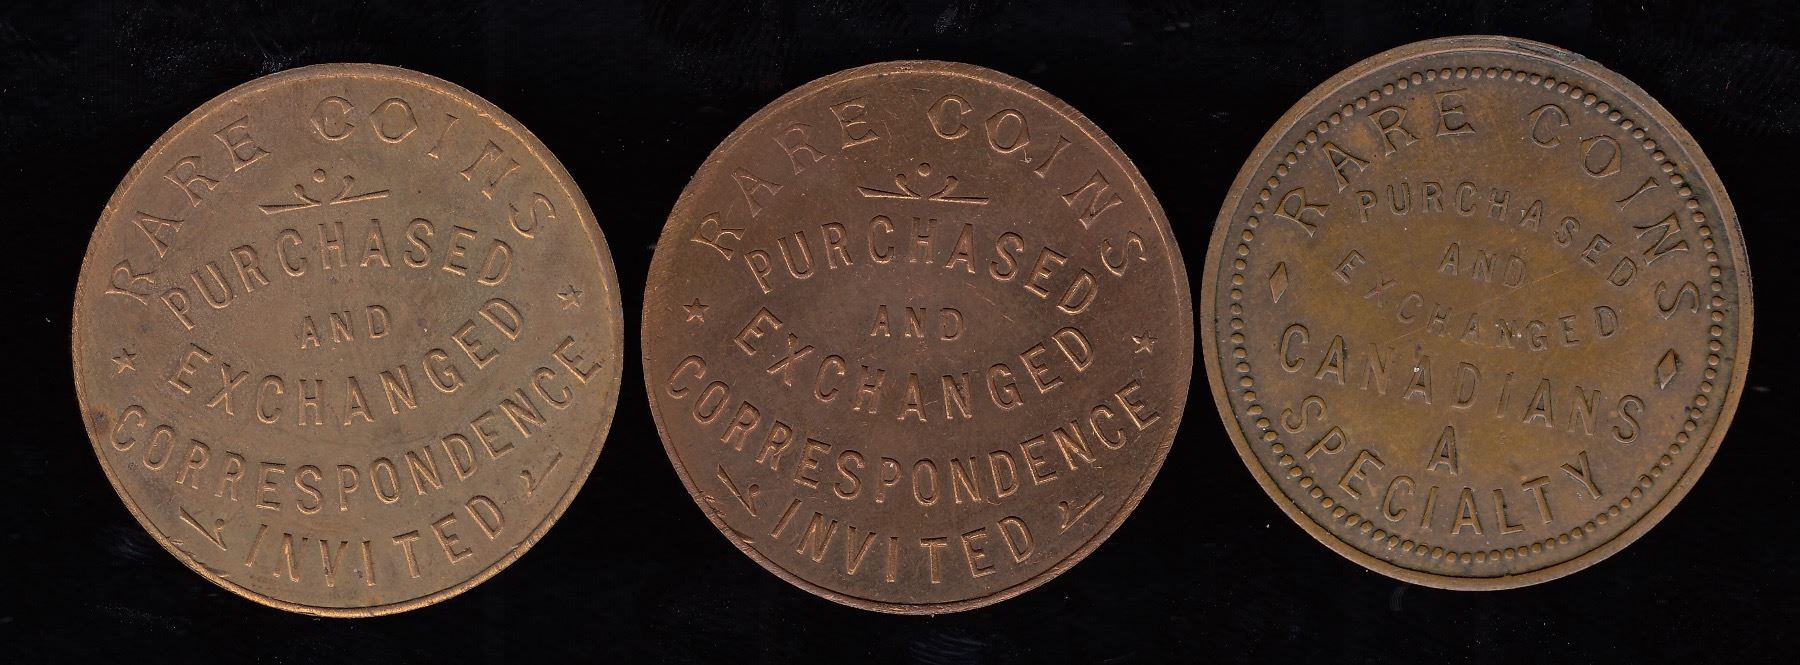 RARE COINS
PURCHASED
AND
EXCHANGED
CORRESPONDENCE
INVITED
RARE COINS
PURCHASED
AND
EXCHANGED
CORRESPONDENCE
INVITED
RARE COINS
PURCHASED
AND
EXCHANGED
CANADIANS
A
SPECIALTY